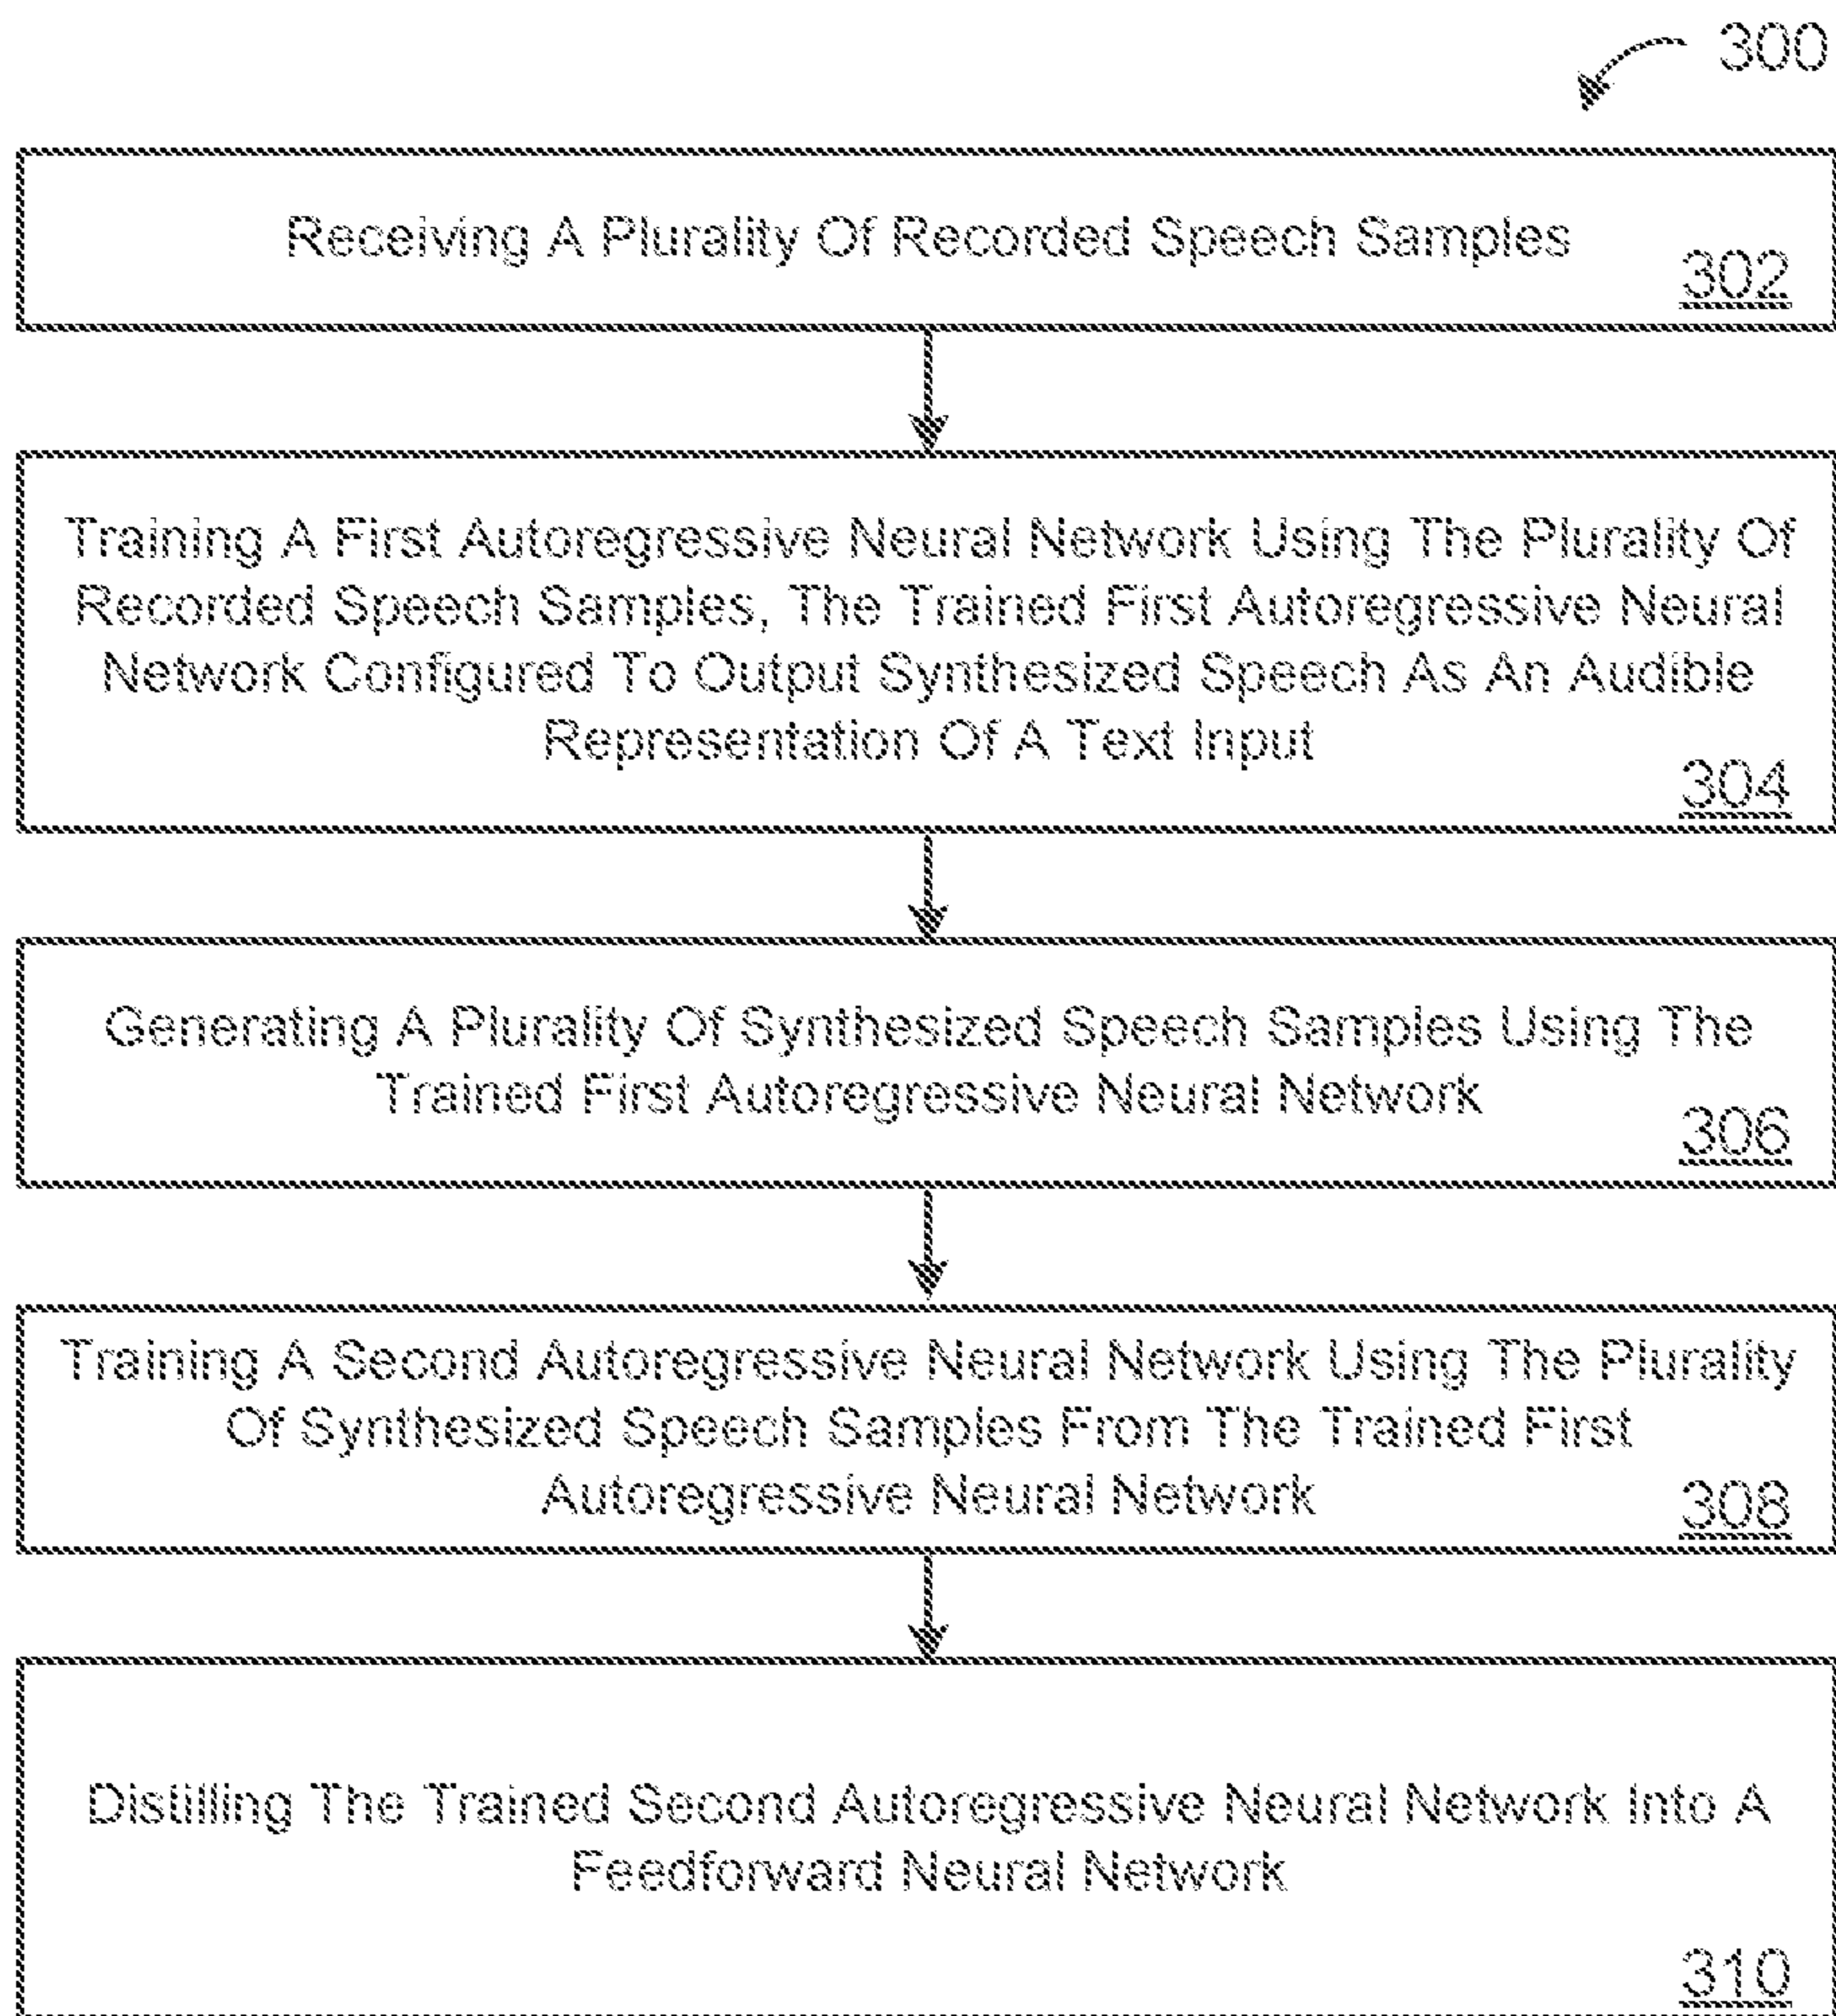 300
Receiving A Plurality Of Recorded Speech Samples
302
Training A First Autoregressive Neural Network Using The Plurality Of
Recorded Speech Samples, The Trained First Autoregressive Neural
Network Configured To Output Synthesized Speech As An Audible
Representation Of A Text Input
304
Generating A Plurality Of Synthesized Speech Samples Using The
Trained First Autoregressive Neural Network
306
Training A Second Autoregressive Neural Network Using The Plurality
Of Synthesized Speech Samples From The Trained First
Autoregressive Neural Network
308
Distilling The Trained Second Autoregressive Neural Network Into A
Feedforward Neural Network
310